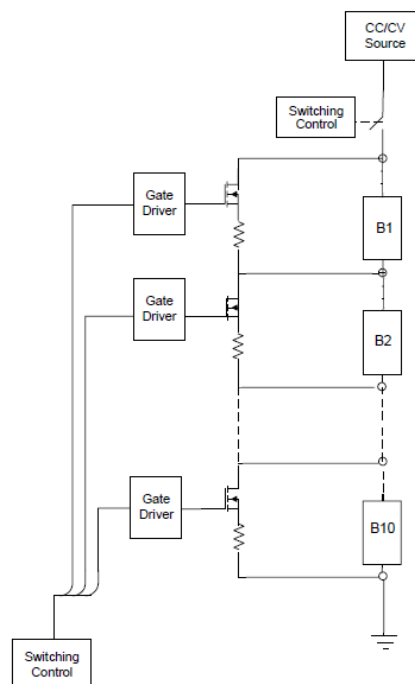 CC/CV
Source
Switching
Control
Gate
Driver
B1
Gate
Driver
B2
Gate
Driver
B10
Switching
Control